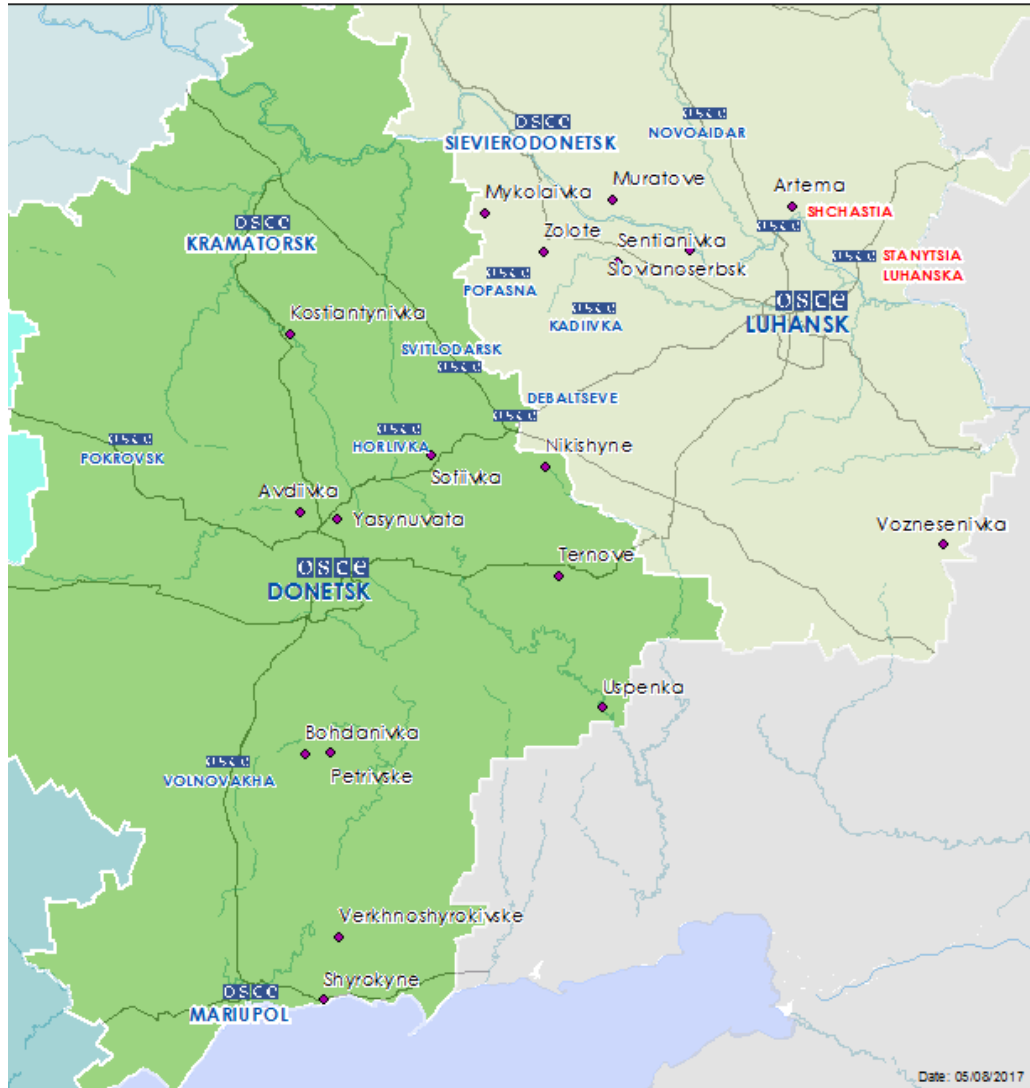 OSCE
SIEVIERODONETSK
OSCE
NOVOAIDAR
Mykolaivka
Muratove
Artema
SHCHASTIA
OSCE
OSCE
KRAMATORSK
Zolote
Sentianivka
Slovianoserbsk
OSCE
STANYTSIA
LUHANSKA
OSCE
POPASNA
OSCE
KADIIVKA
OSCE
LUHANSK
Kostiantynivka
SVITLODARSK
OSCE
DEBALTSEVE
OSCE
OSCE
POKROVSK
OSCE
HORLIVKA
Sofiivka
Nikishyne
Avdiivka
Yasynuvata
Voznesenivka
OSCE
DONETSK
Ternove
Uspenka
Bohdanivka
Petrivske
OSCE
VOLNOVAKHA
Verkhnoshyrokivske
Shyrokyne
OSCE
MARIUPOL
Date: 05/08/2017